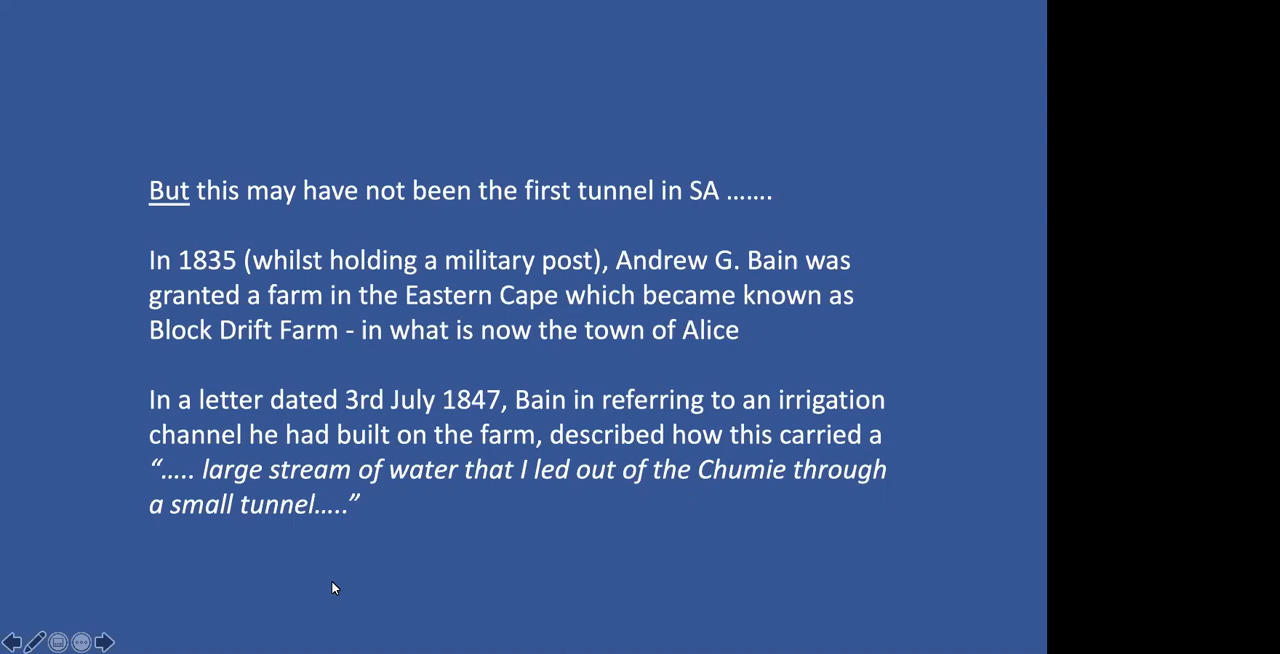 But this may have not been the first tunnel in SA …….
In 1835 (whilst holding a military post), Andrew G. Bain was
granted a farm in the Eastern Cape which became known as
Block Drift Farm - in what is now the town of Alice
In a letter dated 3rd July 1847, Bain in referring to an irrigation
channel he had built on the farm, described how this carried a
“….. large stream of water that I led out of the Chumie through
a small tunnel…..”